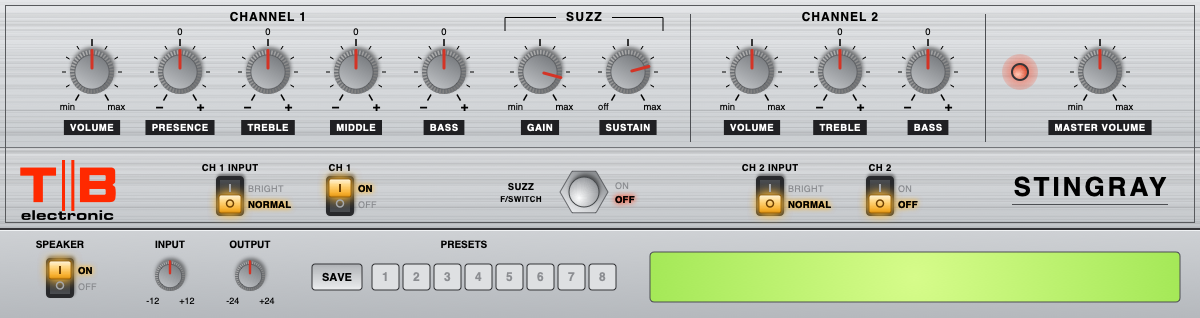 CHANNEL 1
SUZZ
CHANNEL 2
0 0 0 0 0 0
min max - + - + - + - + min max off max min max - + - + min max
VOLUME PRESENCE TREBLE MIDDLE BASS GAIN SUSTAIN VOLUME TREBLE BASS MASTER VOLUME
TB
electronic
CH 1 INPUT
I BRIGHT
O NORMAL
CH 1
I ON
O OFF
SUZZ
F/SWITCH
ON
OFF
CH 2 INPUT
I BRIGHT
O NORMAL
CH 2
I ON
O OFF
STINGRAY
SPEAKER
I ON
O OFF
INPUT
-12 +12
OUTPUT
-24 +24
PRESETS
SAVE 1 2 3 4 5 6 7 8